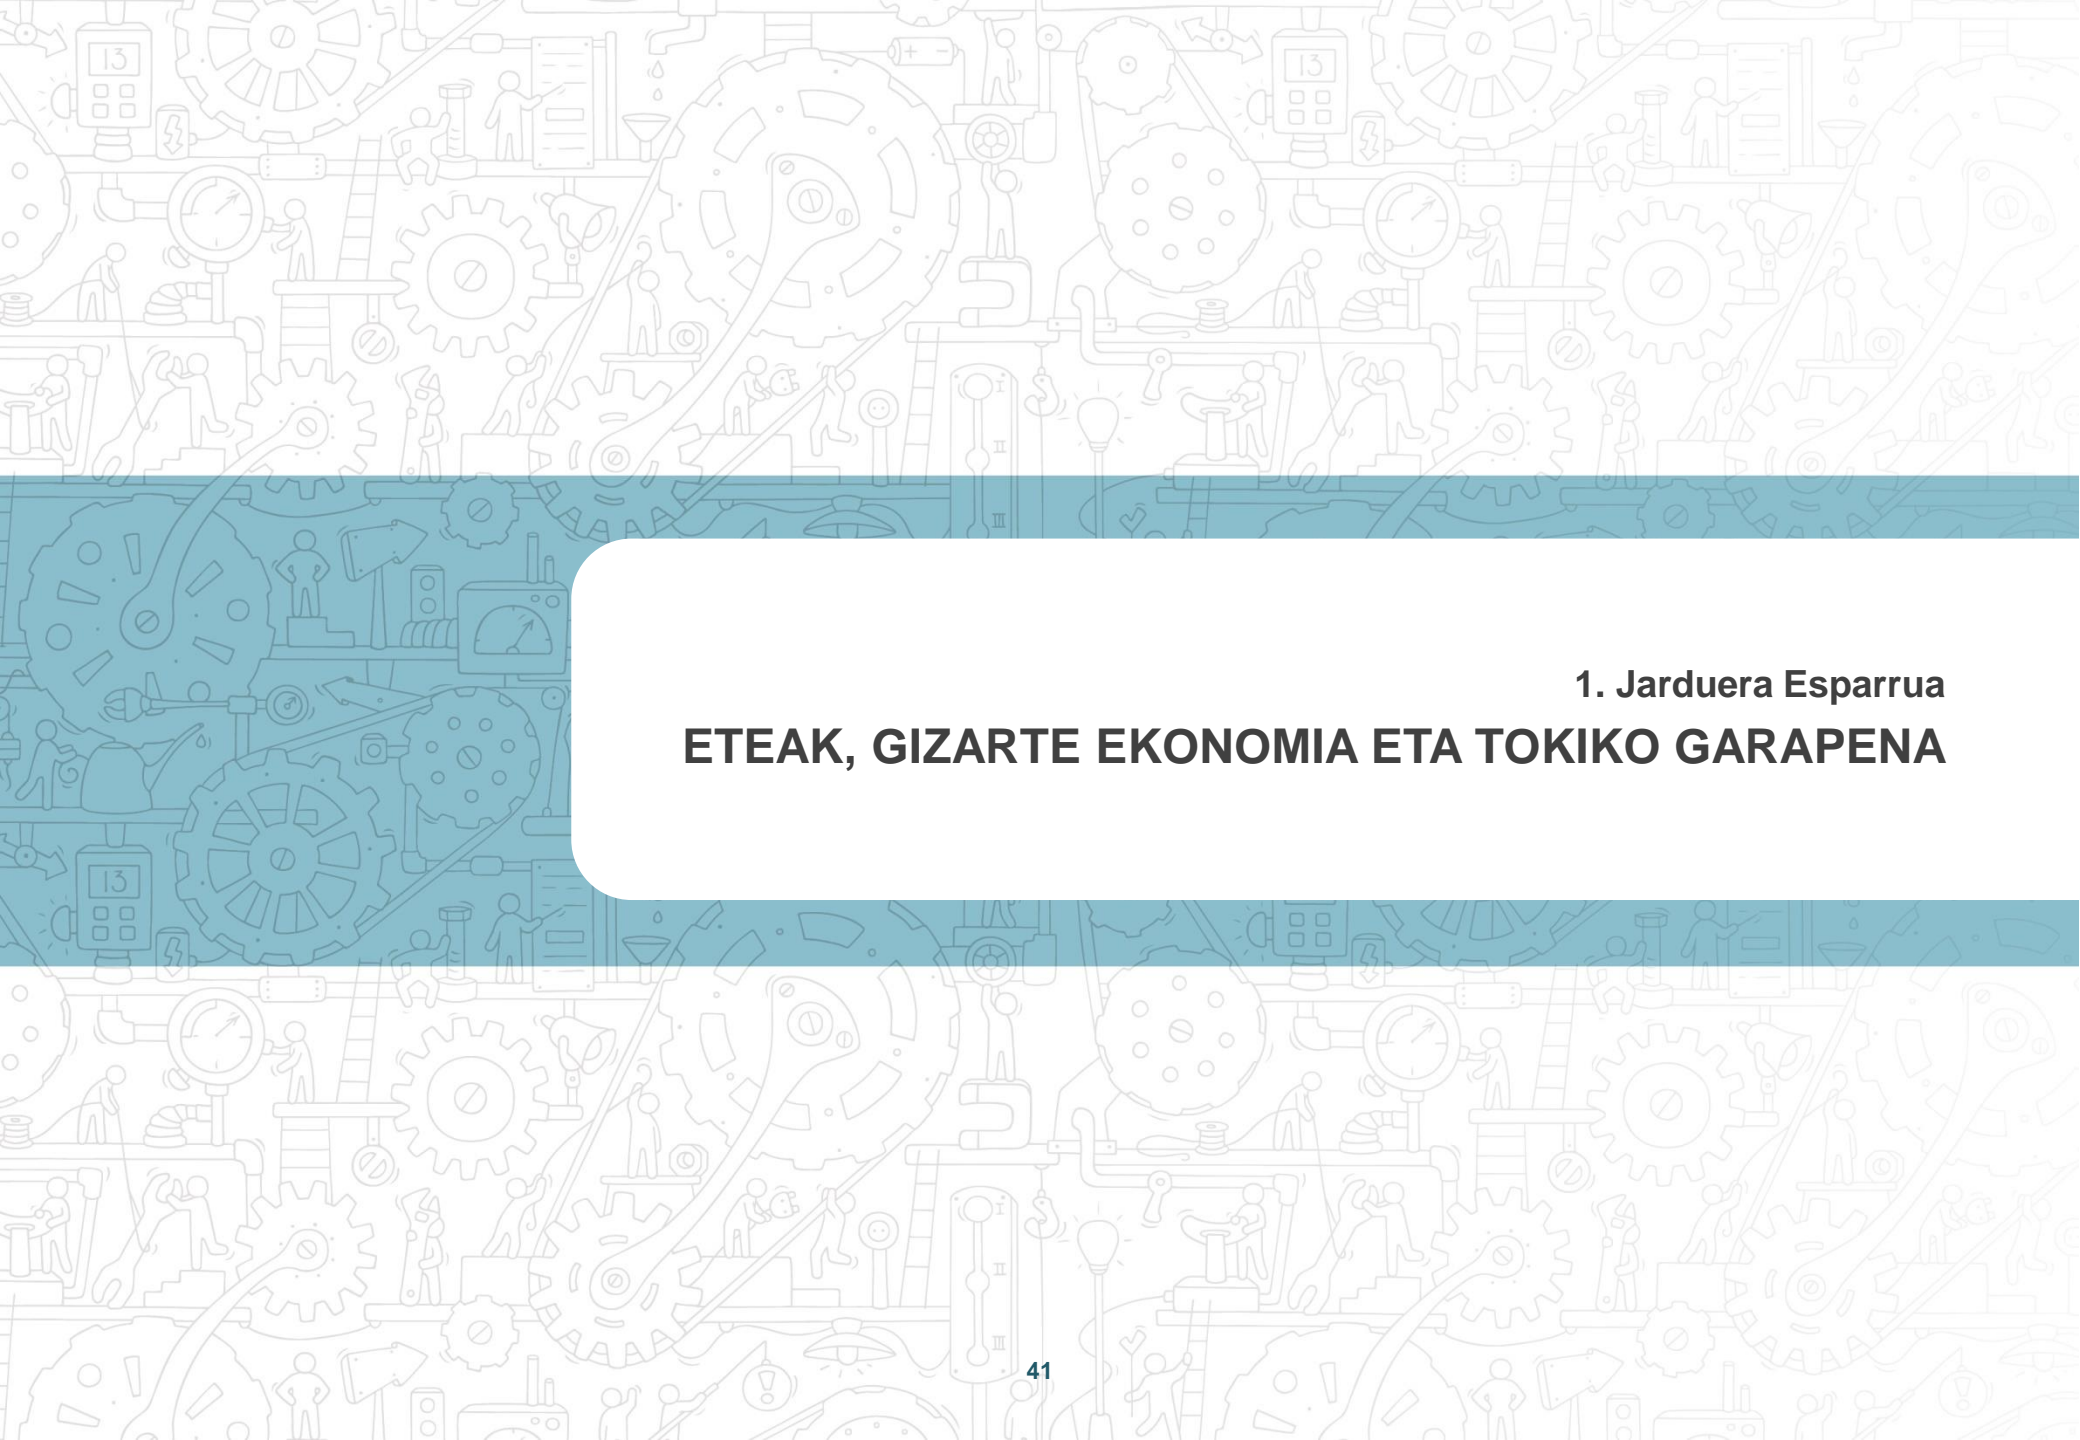 1. Jarduera Esparrua
ETEAK, GIZARTE EKONOMIA ETA TOKIKO GARAPENA
41